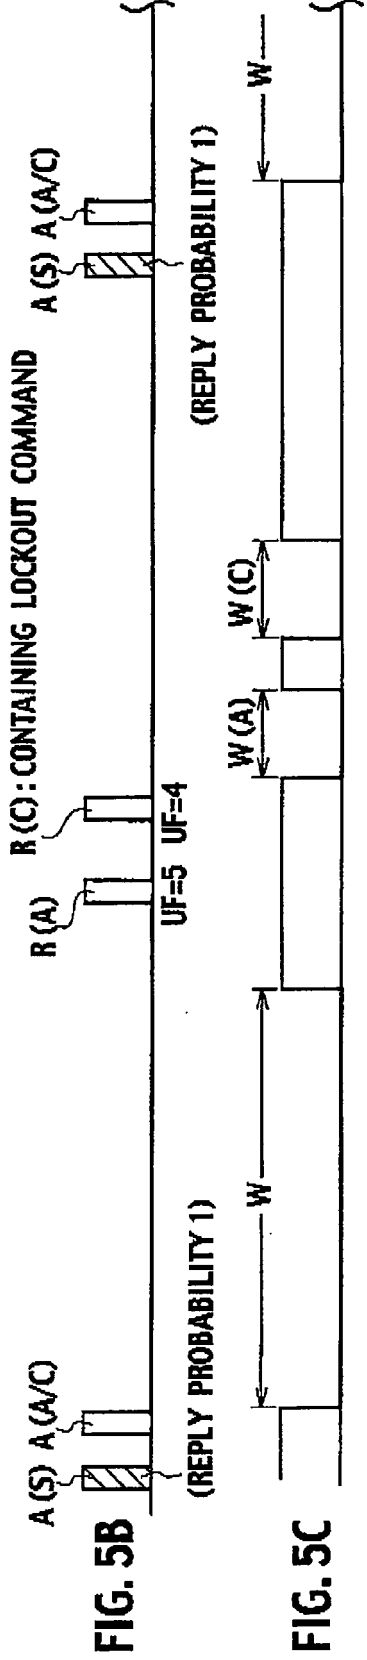 FIG. 5B
A(S) A(A/C)
(REPLY PROBABILITY 1)
R(A)
UF=5 UF=4
R(C): CONTAINING LOCKOUT COMMAND
A(S) A(A/C)
(REPLY PROBABILITY 1)
FIG. 5C
W
W(A)
W(C)
W